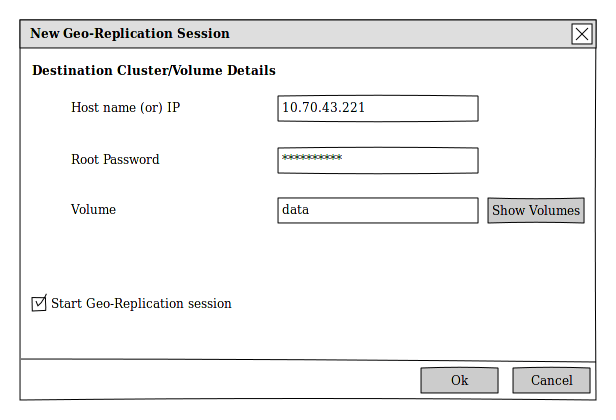 New Geo-Replication Session
Destination Cluster/Volume Details
Host name (or) IP 10.70.43.221
Root Password **********
Volume data Show Volumes
Start Geo-Replication session
Ok Cancel